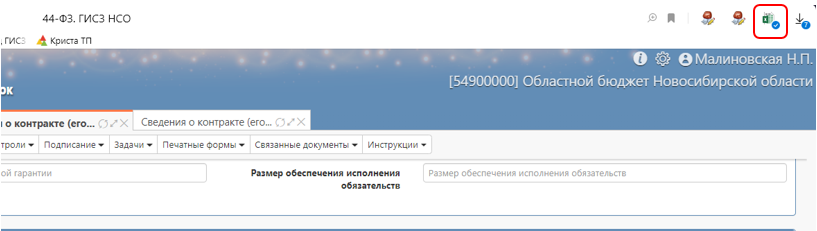 44-ФЗ. ГИСЗ НСО
7
ГИСЗ Криста ТП
Малиновская Н.П.
[54900000] Областной бюджет Новосибирской области
ок
о контракте (его... Сведения о контракте (его...
троли Подписание Задачи Печатные формы Связанные документы Инструкции
ой гарантии Размер обеспечения исполнения обязательств Размер обеспечения исполнения обязательств